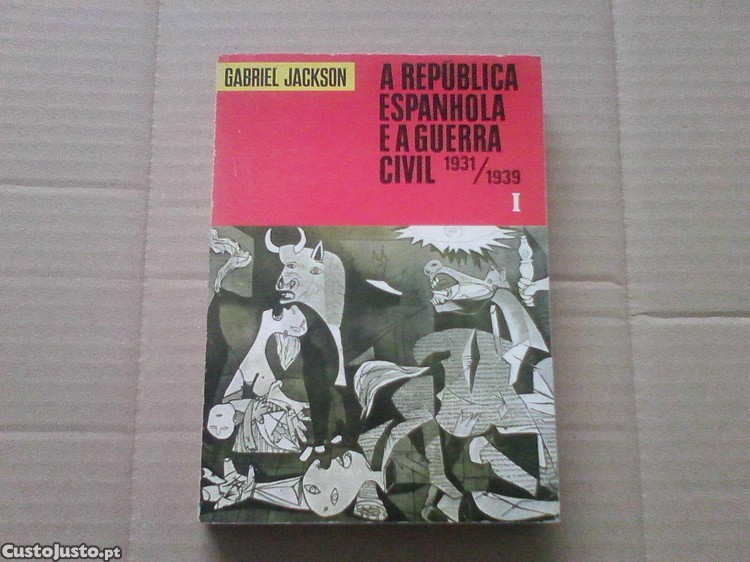 GABRIEL JACKSON
A REPÚBLICA
ESPANHOLA
E A GUERRA
CIVIL 1931/1939
I
CustoJusto.pt